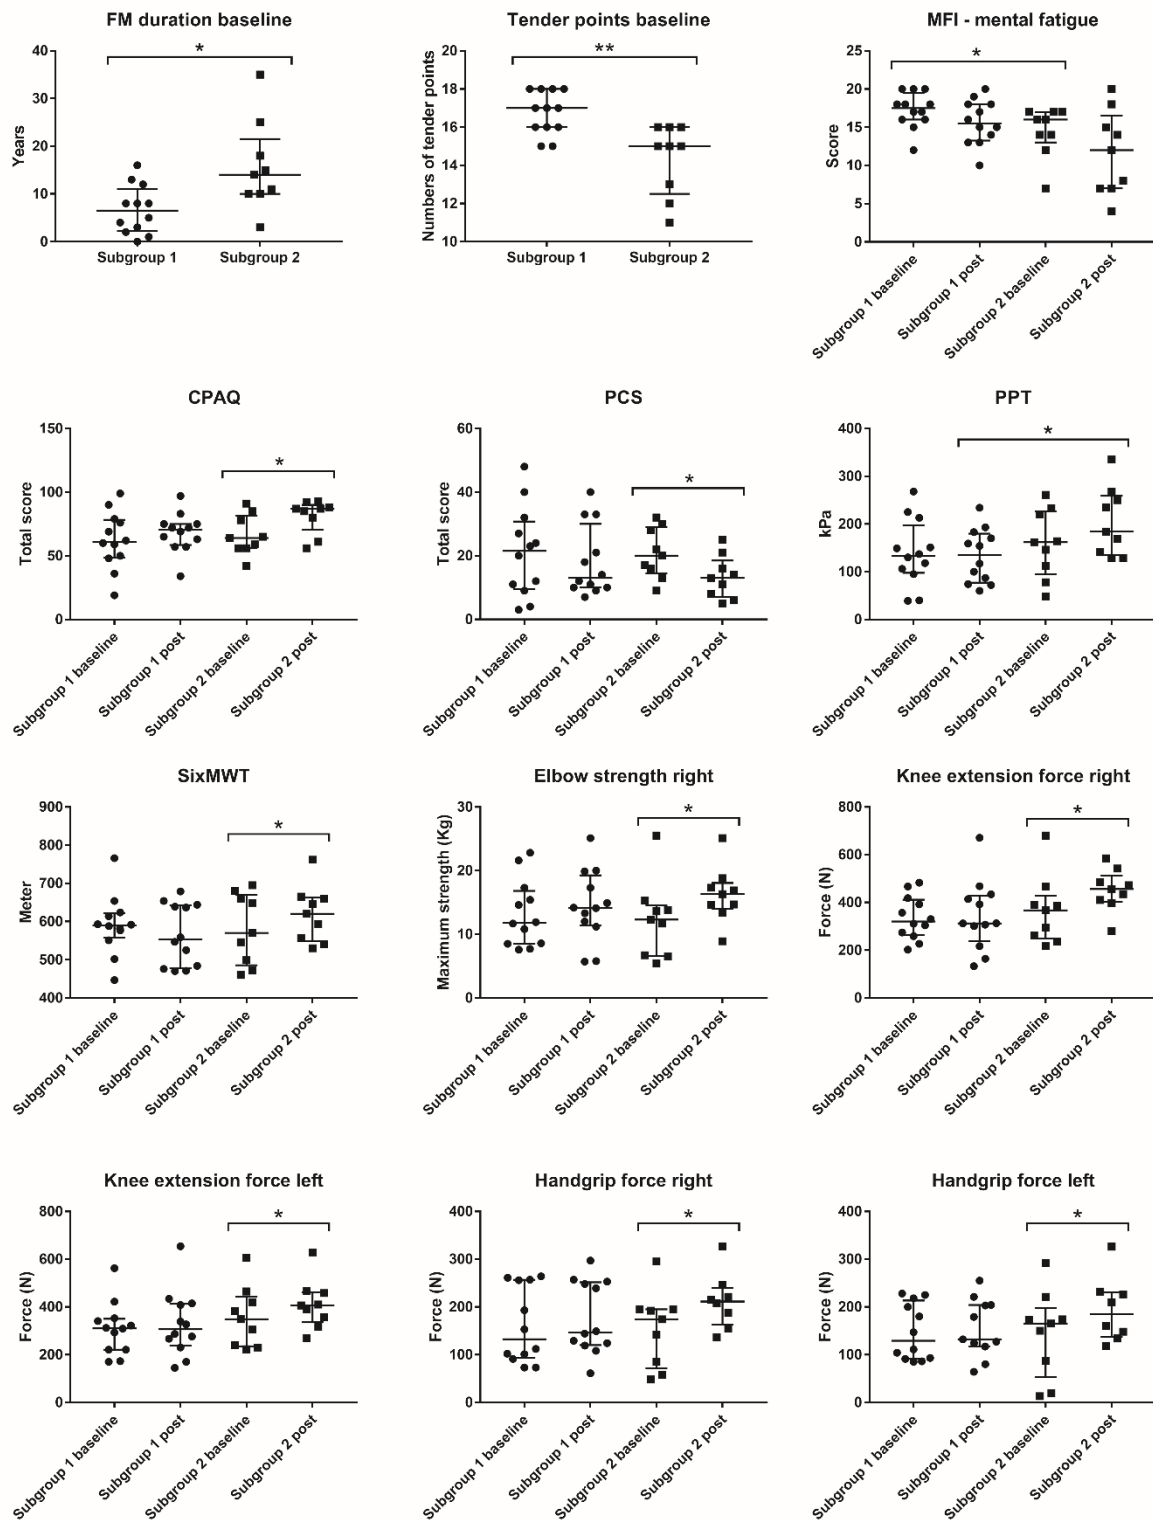 FM duration baseline
*
Years
40
30
20
10
0
Subgroup 1 Subgroup 2
Tender points baseline
**
Numbers of tender points
20
18
16
14
12
10
Subgroup 1 Subgroup 2
MFI - mental fatigue
*
Score
25
20
15
10
5
0
Subgroup 1 baseline
Subgroup 1 post
Subgroup 2 baseline
Subgroup 2 post
CPAQ
*
Total score
150
100
50
0
Subgroup 1 baseline
Subgroup 1 post
Subgroup 2 baseline
Subgroup 2 post
PCS
*
Total score
60
40
20
0
Subgroup 1 baseline
Subgroup 1 post
Subgroup 2 baseline
Subgroup 2 post
PPT
*
kPa
400
300
200
100
0
Subgroup 1 baseline
Subgroup 1 post
Subgroup 2 baseline
Subgroup 2 post
SixMWT
*
Meter
900
800
700
600
500
400
Subgroup 1 baseline
Subgroup 1 post
Subgroup 2 baseline
Subgroup 2 post
Elbow strength right
*
Maximum strength (Kg)
30
20
10
0
Subgroup 1 baseline
Subgroup 1 post
Subgroup 2 baseline
Subgroup 2 post
Knee extension force right
*
Force (N)
800
600
400
200
0
Subgroup 1 baseline
Subgroup 1 post
Subgroup 2 baseline
Subgroup 2 post
Knee extension force left
*
Force (N)
800
600
400
200
0
Subgroup 1 baseline
Subgroup 1 post
Subgroup 2 baseline
Subgroup 2 post
Handgrip force right
*
Force (N)
400
300
200
100
0
Subgroup 1 baseline
Subgroup 1 post
Subgroup 2 baseline
Subgroup 2 post
Handgrip force left
*
Force (N)
400
300
200
100
0
Subgroup 1 baseline
Subgroup 1 post
Subgroup 2 baseline
Subgroup 2 post